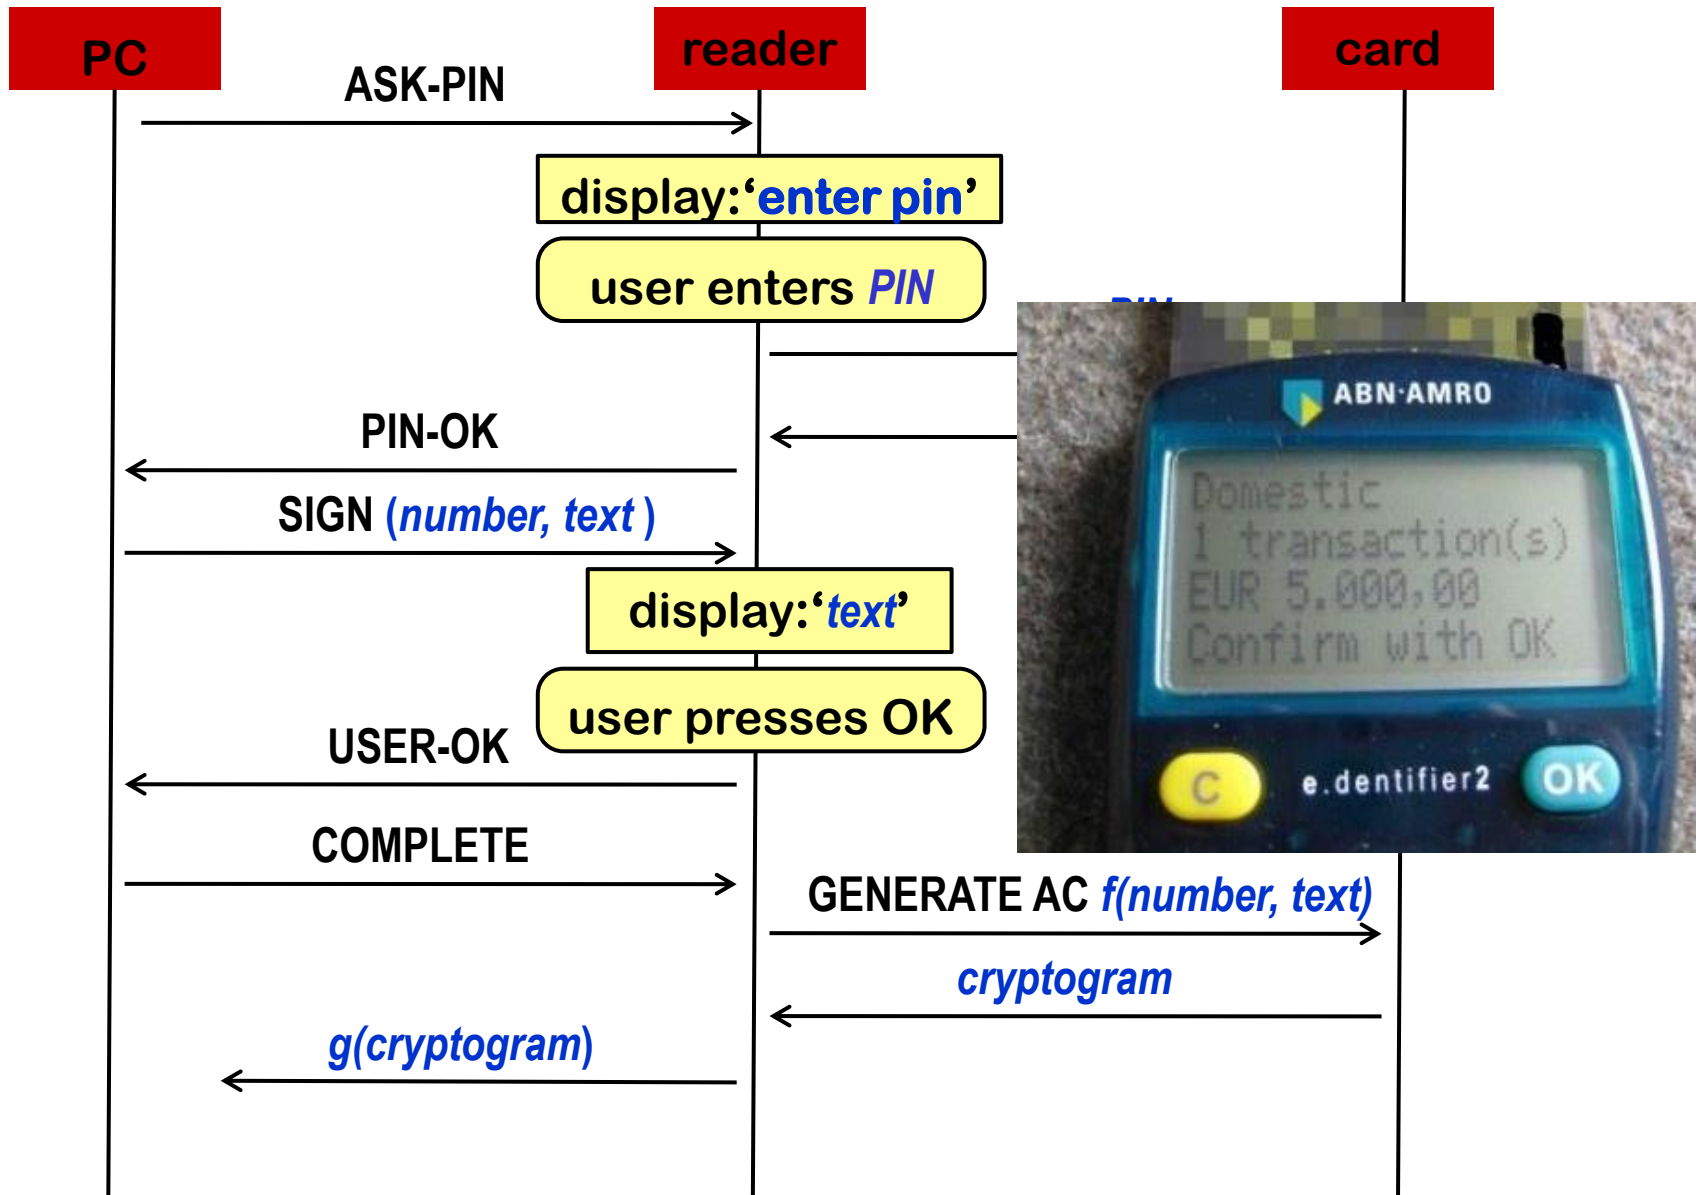 PC
reader
card
ASK-PIN
display:‘enter pin’
user enters PIN
PIN
ABN·AMRO
PIN-OK
SIGN (number, text )
Domestic
1 transaction(s)
EUR 5.000,00
Confirm with OK
display:‘text’
user presses OK
USER-OK
C
e.dentifier2
OK
COMPLETE
GENERATE AC f(number, text)
cryptogram
g(cryptogram)